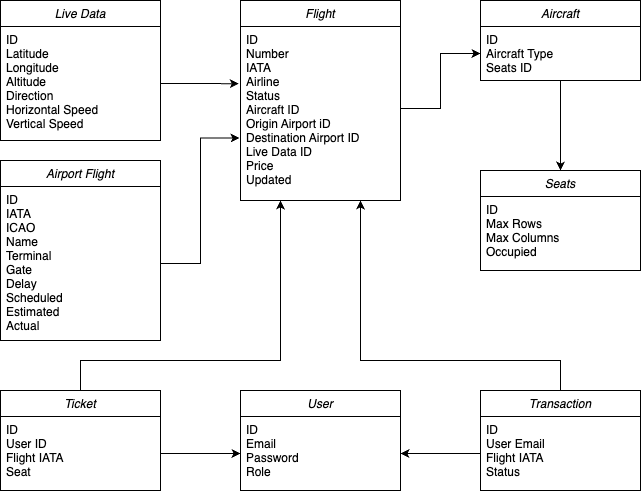 Live Data
ID
Latitude
Longitude
Altitude
Direction
Horizontal Speed
Vertical Speed
Flight
ID
Number
IATA
Airline
Status
Aircraft ID
Origin Airport iD
Destination Airport ID
Live Data ID
Price
Updated
Aircraft
ID
Aircraft Type
Seats ID
Airport Flight
ID
IATA
ICAO
Name
Terminal
Gate
Delay
Scheduled
Estimated
Actual
Seats
ID
Max Rows
Max Columns
Occupied
Ticket
ID
User ID
Flight IATA
Seat
User
ID
Email
Password
Role
Transaction
ID
User Email
Flight IATA
Status